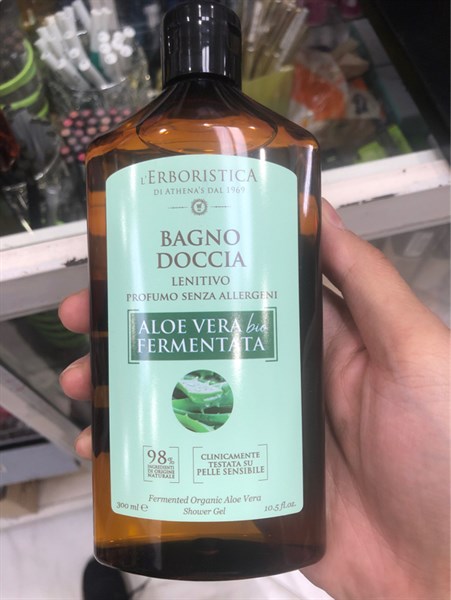 L'ERBORISTICA
DI ATHENA'S DAL 1969
BAGNO
DOCCIA
LENITIVO
PROFUMO SENZA ALLERGENI
ALOE VERA bio
FERMENTATA
98%
INGREDIENTI
DI ORIGINE
NATURALE
CLINICAMENTE
TESTATA SU
PELLE SENSIBILE
Fermented Organic Aloe Vera
Shower Gel
300 ml ℮
10.5 fl.oz.